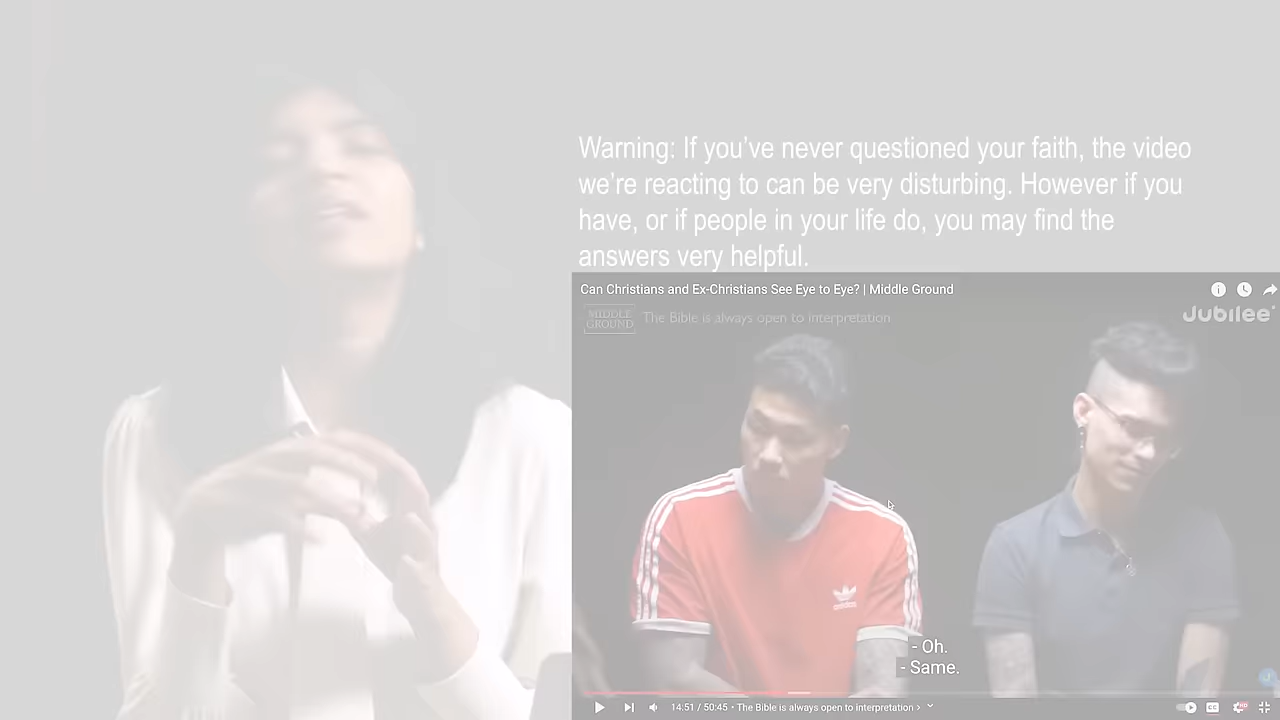 Warning: If you've never questioned your faith, the video
we're reacting to can be very disturbing. However if you
have, or if people in your life do, you may find the
answers very helpful.
Can Christians and Ex-Christians See Eye to Eye? | Middle Ground
MIDDLE
GROUND
The Bible is always open to interpretation
Jubilee
adidas
- Oh.
- Same.
14:51 / 50:45 • The Bible is always open to interpretation ›
CC
HD